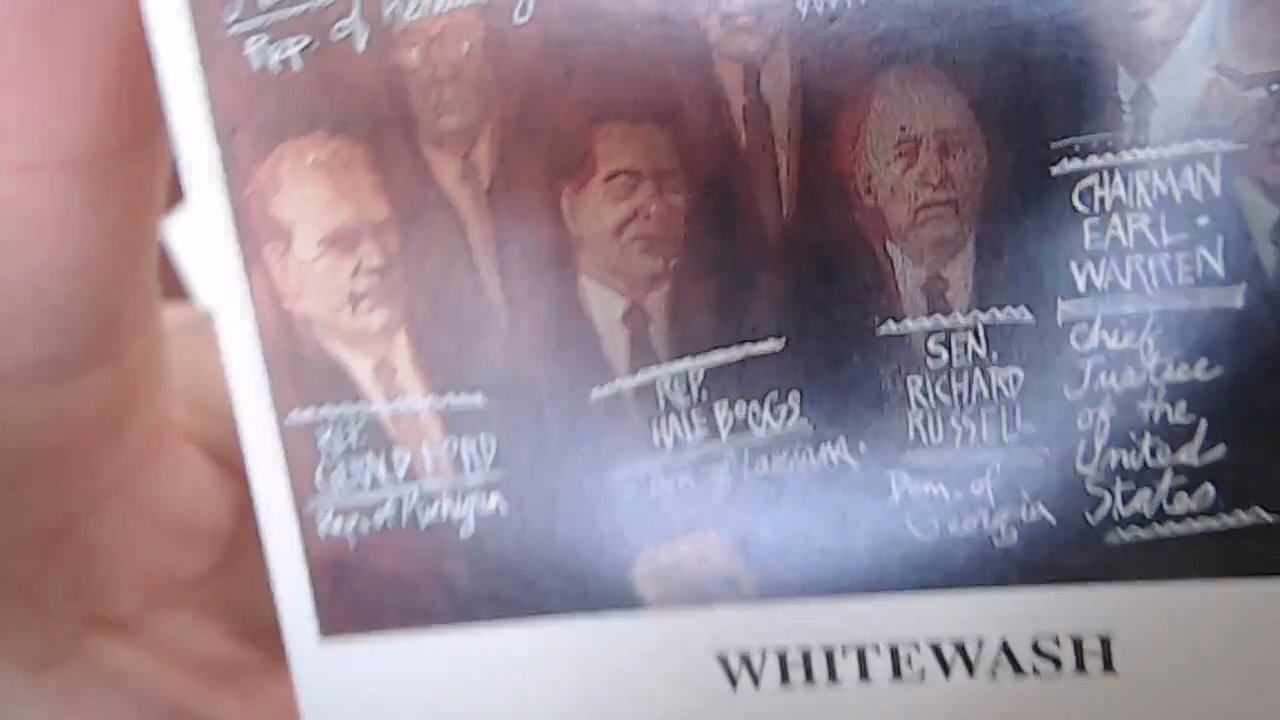 Rep. of
REP.
GERALD FORD
Rep. of Michigan
REP.
HALE BOGGS
Dem. of Louisiana.
SEN.
RICHARD
RUSSELL
Dem. of
Georgia
CHAIRMAN
EARL
WARREN
Chief
Justice
of the
United
States
WHITEWASH